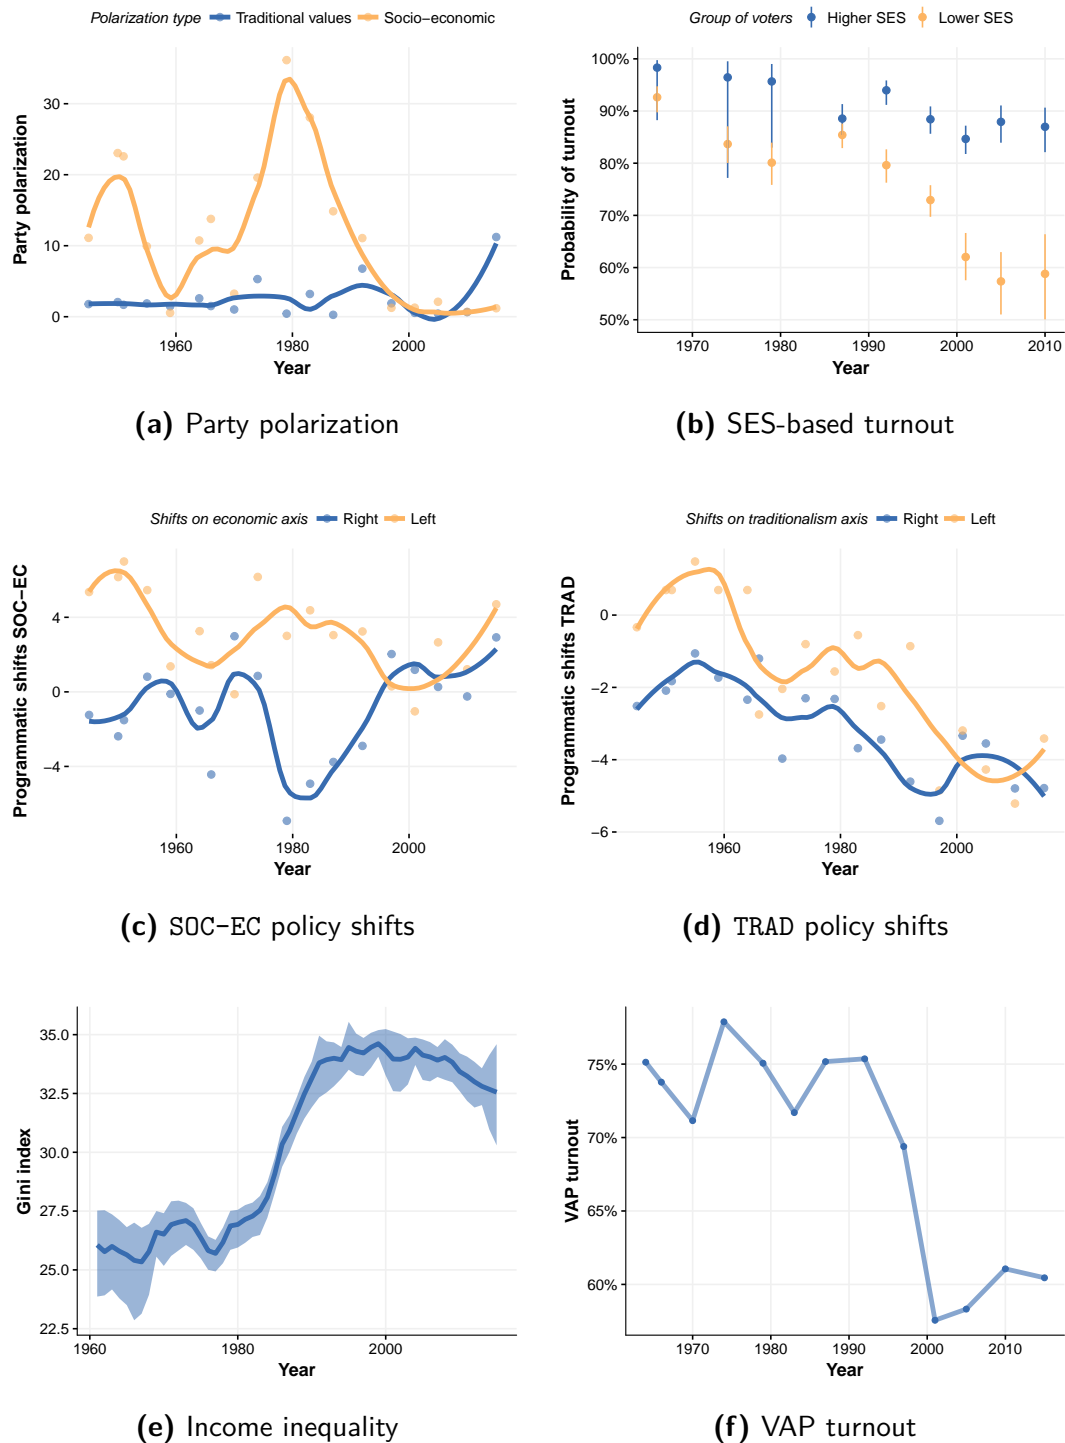 Polarization type Traditional values Socio−economic
Party polarization
30
20
10
0
1960 1980 2000
Year
(a) Party polarization
Group of voters Higher SES Lower SES
Probability of turnout
100%
90%
80%
70%
60%
50%
1970 1980 1990 2000 2010
Year
(b) SES-based turnout
Shifts on economic axis Right Left
Programmatic shifts SOC−EC
4
0
−4
1960 1980 2000
Year
(c) SOC-EC policy shifts
Shifts on traditionalism axis Right Left
Programmatic shifts TRAD
0
−2
−4
−6
1960 1980 2000
Year
(d) TRAD policy shifts
Gini index
35.0
32.5
30.0
27.5
25.0
22.5
1960 1980 2000
Year
(e) Income inequality
VAP turnout
75%
70%
65%
60%
1970 1980 1990 2000 2010
Year
(f) VAP turnout